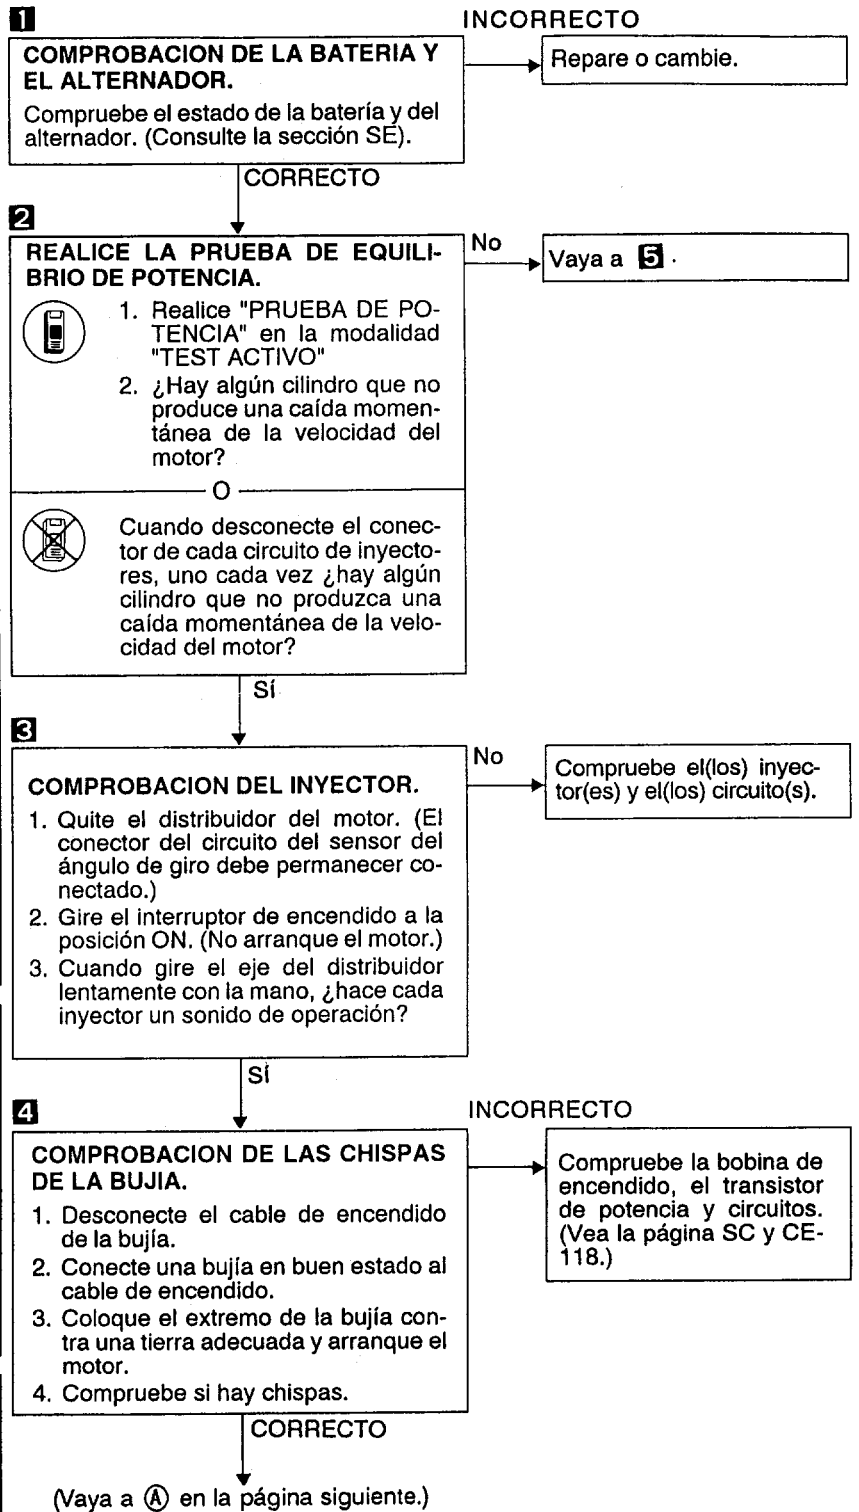 1
INCORRECTO
COMPROBACION DE LA BATERIA Y
EL ALTERNADOR.
Compruebe el estado de la batería y del
alternador. (Consulte la sección SE).
Repare o cambie.
CORRECTO
2
REALICE LA PRUEBA DE EQUILI-
BRIO DE POTENCIA.
1. Realice "PRUEBA DE PO-
TENCIA" en la modalidad
"TEST ACTIVO"
2. ¿Hay algún cilindro que no
produce una caída momen-
tánea de la velocidad del
motor?
O
Cuando desconecte el conec-
tor de cada circuito de inyecto-
res, uno cada vez ¿hay algún
cilindro que no produzca una
caída momentánea de la velo-
cidad del motor?
No
Vaya a 5.
Sí
3
COMPROBACION DEL INYECTOR.
1. Quite el distribuidor del motor. (El
conector del circuito del sensor del
ángulo de giro debe permanecer co-
nectado.)
2. Gire el interruptor de encendido a la
posición ON. (No arranque el motor.)
3. Cuando gire el eje del distribuidor
lentamente con la mano, ¿hace cada
inyector un sonido de operación?
No
Compruebe el(los) inyec-
tor(es) y el(los) circuito(s).
SÍ
4
INCORRECTO
COMPROBACION DE LAS CHISPAS
DE LA BUJIA.
1. Desconecte el cable de encendido
de la bujía.
2. Conecte una bujía en buen estado al
cable de encendido.
3. Coloque el extremo de la bujía con-
tra una tierra adecuada y arranque el
motor.
4. Compruebe si hay chispas.
Compruebe la bobina de
encendido, el transistor
de potencia y circuitos.
(Vea la página SC y CE-
118.)
CORRECTO
(Vaya a Ⓐ en la página siguiente.)